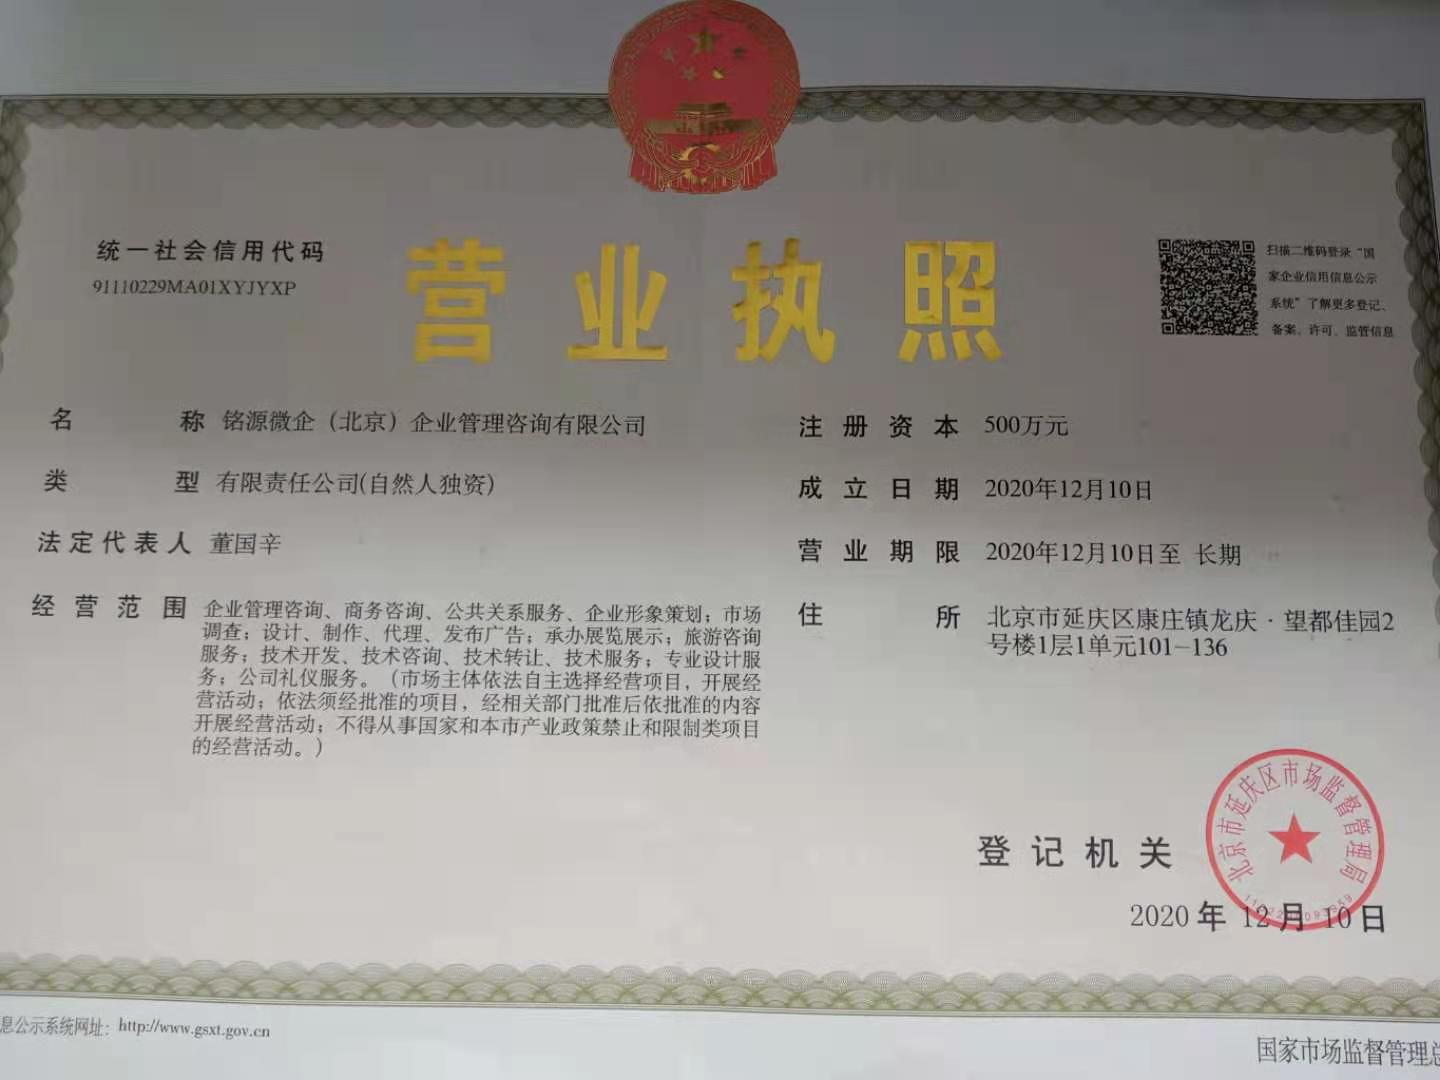 统一社会信用代码
91110229MA01XYJYXP
营业执照
扫描二维码登录“国
家企业信用信息公示
系统”了解更多登记、
备案、许可、监管信息
名称 铭源微企（北京）企业管理咨询有限公司
类型 有限责任公司(自然人独资)
法定代表人 董国辛
经营范围 企业管理咨询、商务咨询、公共关系服务、企业形象策划；市场
调查；设计、制作、代理、发布广告；承办展览展示；旅游咨询
服务；技术开发、技术咨询、技术转让、技术服务；专业设计服
务；公司礼仪服务。（市场主体依法自主选择经营项目，开展经
营活动；依法须经批准的项目，经相关部门批准后依批准的内容
开展经营活动；不得从事国家和本市产业政策禁止和限制类项目
的经营活动。）
注册资本 500万元
成立日期 2020年12月10日
营业期限 2020年12月10日至 长期
住所 北京市延庆区康庄镇龙庆·望都佳园2
号楼1层1单元101-136
登记机关
北京市延庆区市场监督管理局
2020年12月10日
息公示系统网址：http://www.gsxt.gov.cn
国家市场监督管理总